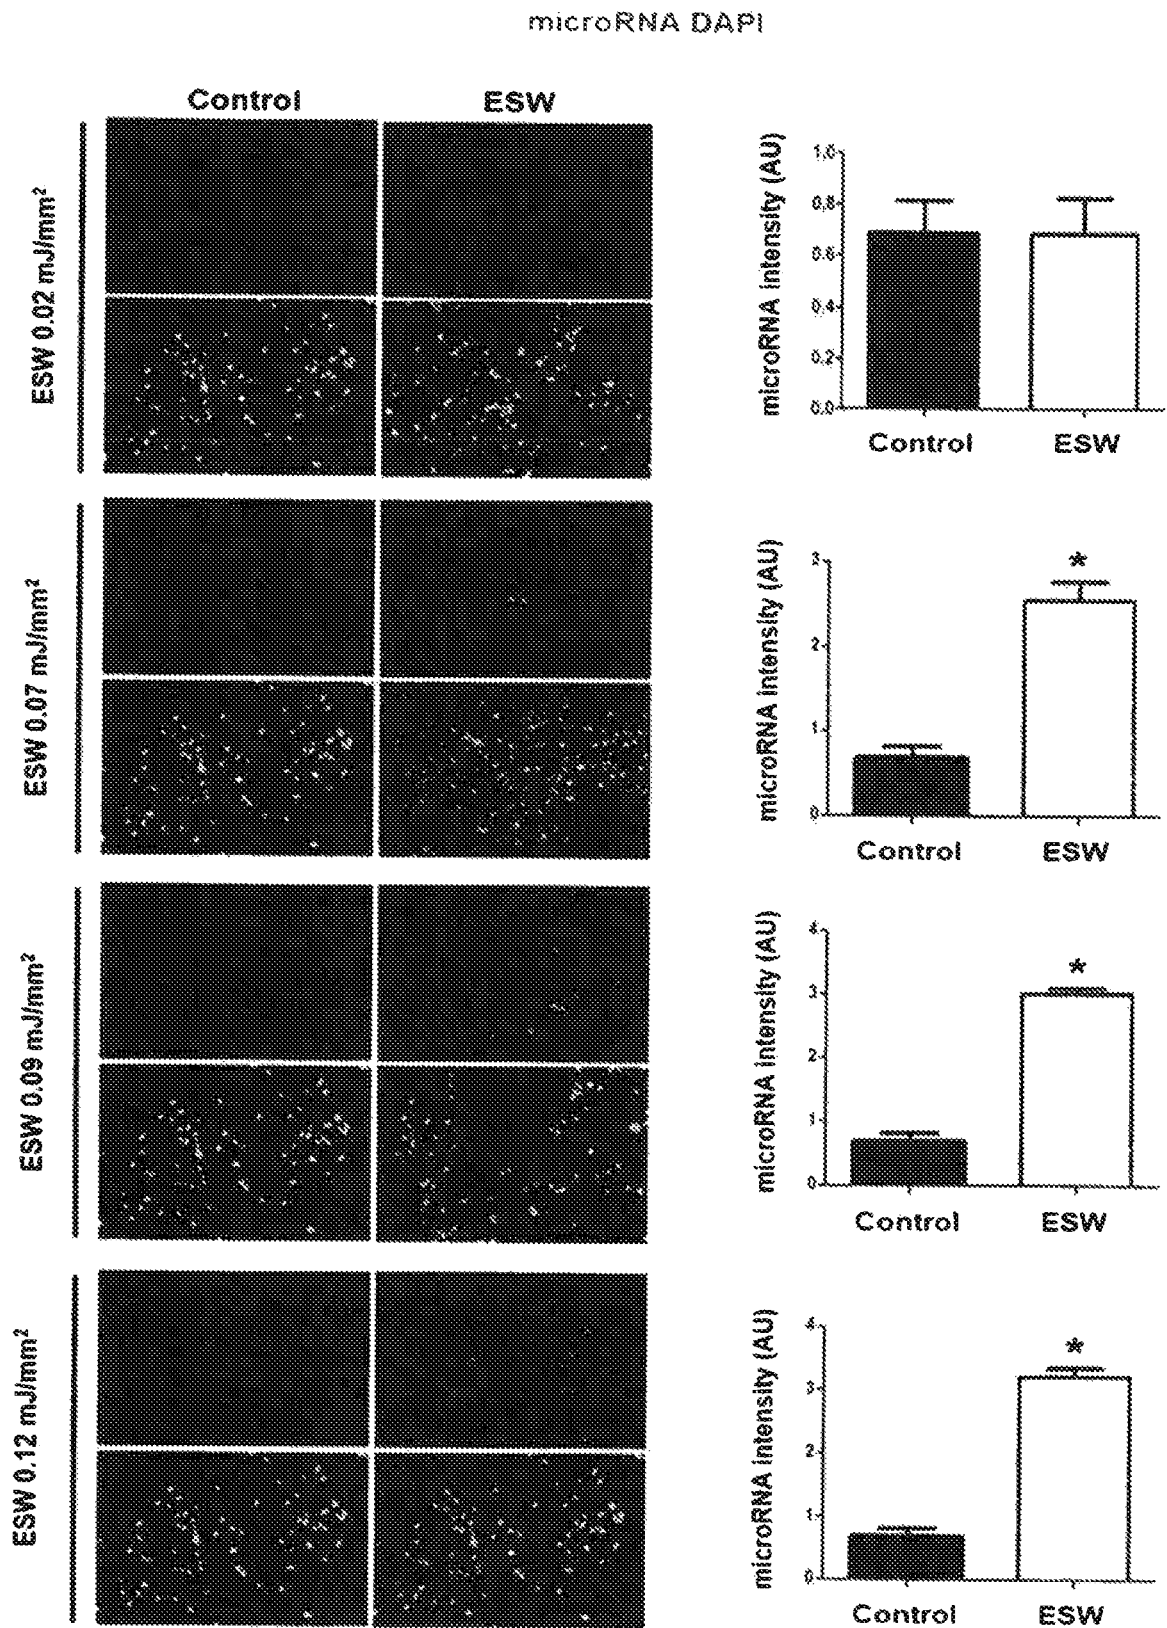 microRNA DAPI
Control ESW
ESW 0.02 mJ/mm²
microRNA intensity (AU)
1.0
0.8
0.6
0.4
0.2
0.0
Control ESW
ESW 0.07 mJ/mm²
microRNA intensity (AU)
3
2
1
0
*
Control ESW
ESW 0.09 mJ/mm²
microRNA intensity (AU)
4
3
2
1
0
*
Control ESW
ESW 0.12 mJ/mm²
microRNA intensity (AU)
4
3
2
1
0
*
Control ESW